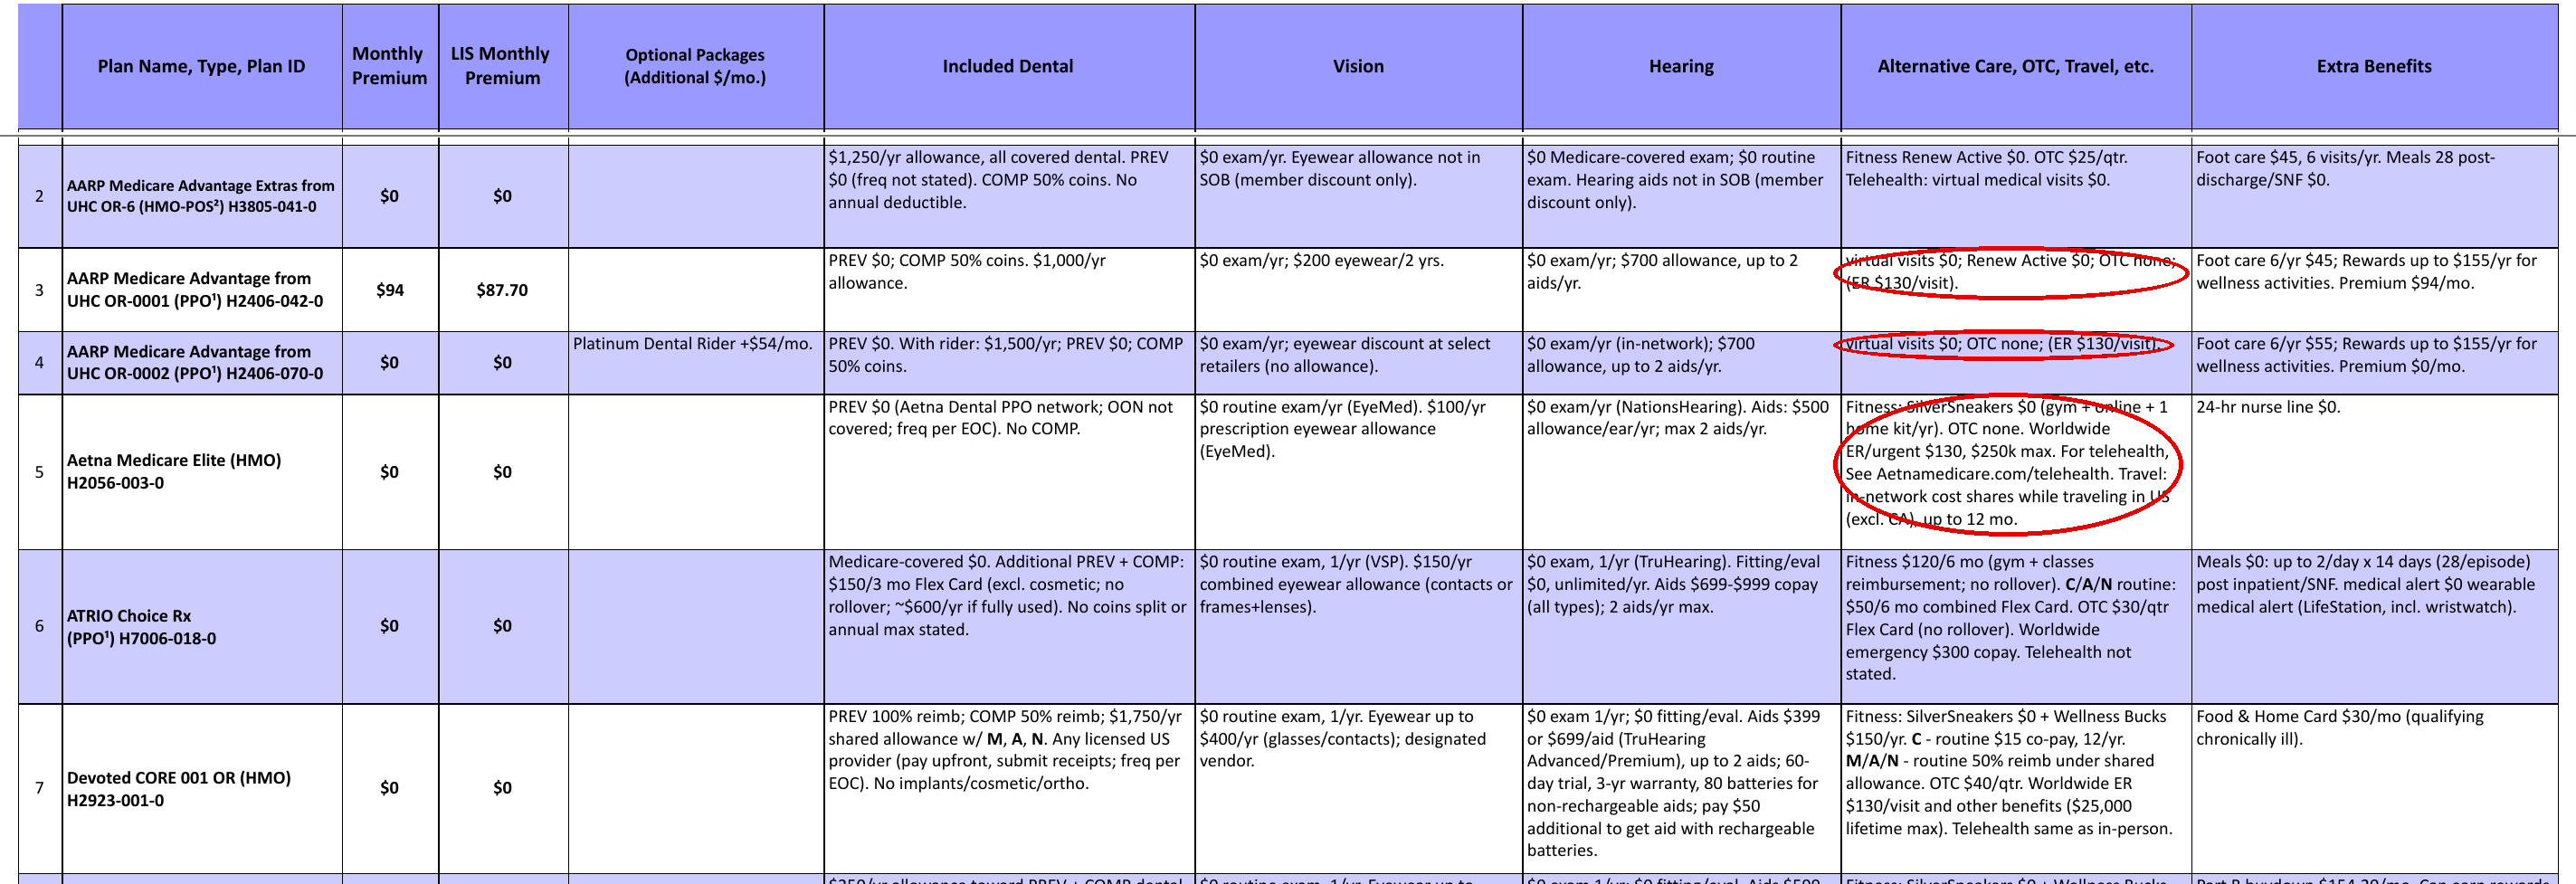 Plan Name, Type, Plan ID
Monthly
Premium
LIS Monthly
Premium
Optional Packages
(Additional $/mo.)
Included Dental
Vision
Hearing
Alternative Care, OTC, Travel, etc.
Extra Benefits
2
AARP Medicare Advantage Extras from
UHC OR-6 (HMO-POS²) H3805-041-0
$0
$0
$1,250/yr allowance, all covered dental. PREV
$0 (freq not stated). COMP 50% coins. No
annual deductible.
$0 exam/yr. Eyewear allowance not in
SOB (member discount only).
$0 Medicare-covered exam; $0 routine
exam. Hearing aids not in SOB (member
discount only).
Fitness Renew Active $0. OTC $25/qtr.
Telehealth: virtual medical visits $0.
Foot care $45, 6 visits/yr. Meals 28 post-
discharge/SNF $0.
3
AARP Medicare Advantage from
UHC OR-0001 (PPO¹) H2406-042-0
$94
$87.70
PREV $0; COMP 50% coins. $1,000/yr
allowance.
$0 exam/yr; $200 eyewear/2 yrs.
$0 exam/yr; $700 allowance, up to 2
aids/yr.
virtual visits $0; Renew Active $0; OTC none;
(ER $130/visit).
Foot care 6/yr $45; Rewards up to $155/yr for
wellness activities. Premium $94/mo.
4
AARP Medicare Advantage from
UHC OR-0002 (PPO¹) H2406-070-0
$0
$0
Platinum Dental Rider +$54/mo.
PREV $0. With rider: $1,500/yr; PREV $0; COMP
50% coins.
$0 exam/yr; eyewear discount at select
retailers (no allowance).
$0 exam/yr (in-network); $700
allowance, up to 2 aids/yr.
virtual visits $0; OTC none; (ER $130/visit).
Foot care 6/yr $55; Rewards up to $155/yr for
wellness activities. Premium $0/mo.
5
Aetna Medicare Elite (HMO)
H2056-003-0
$0
$0
PREV $0 (Aetna Dental PPO network; OON not
covered; freq per EOC). No COMP.
$0 routine exam/yr (EyeMed). $100/yr
prescription eyewear allowance
(EyeMed).
$0 exam/yr (NationsHearing). Aids: $500
allowance/ear/yr; max 2 aids/yr.
Fitness: SilverSneakers $0 (gym + online + 1
home kit/yr). OTC none. Worldwide
ER/urgent $130, $250k max. For telehealth,
See Aetnamedicare.com/telehealth. Travel:
in-network cost shares while traveling in US
(excl. CA), up to 12 mo.
24-hr nurse line $0.
6
ATRIO Choice Rx
(PPO¹) H7006-018-0
$0
$0
Medicare-covered $0. Additional PREV + COMP:
$150/3 mo Flex Card (excl. cosmetic; no
rollover; ~$600/yr if fully used). No coins split or
annual max stated.
$0 routine exam, 1/yr (VSP). $150/yr
combined eyewear allowance (contacts or
frames+lenses).
$0 exam, 1/yr (TruHearing). Fitting/eval
$0, unlimited/yr. Aids $699-$999 copay
(all types); 2 aids/yr max.
Fitness $120/6 mo (gym + classes
reimbursement; no rollover). C/A/N routine:
$50/6 mo combined Flex Card. OTC $30/qtr
Flex Card (no rollover). Worldwide
emergency $300 copay. Telehealth not
stated.
Meals $0: up to 2/day x 14 days (28/episode)
post inpatient/SNF. medical alert $0 wearable
medical alert (LifeStation, incl. wristwatch).
7
Devoted CORE 001 OR (HMO)
H2923-001-0
$0
$0
PREV 100% reimb; COMP 50% reimb; $1,750/yr
shared allowance w/ M, A, N. Any licensed US
provider (pay upfront, submit receipts; freq per
EOC). No implants/cosmetic/ortho.
$0 routine exam, 1/yr. Eyewear up to
$400/yr (glasses/contacts); designated
vendor.
$0 exam 1/yr; $0 fitting/eval. Aids $399
or $699/aid (TruHearing
Advanced/Premium), up to 2 aids; 60-
day trial, 3-yr warranty, 80 batteries for
non-rechargeable aids; pay $50
additional to get aid with rechargeable
batteries.
Fitness: SilverSneakers $0 + Wellness Bucks
$150/yr. C - routine $15 co-pay, 12/yr.
M/A/N - routine 50% reimb under shared
allowance. OTC $40/qtr. Worldwide ER
$130/visit and other benefits ($25,000
lifetime max). Telehealth same as in-person.
Food & Home Card $30/mo (qualifying
chronically ill).